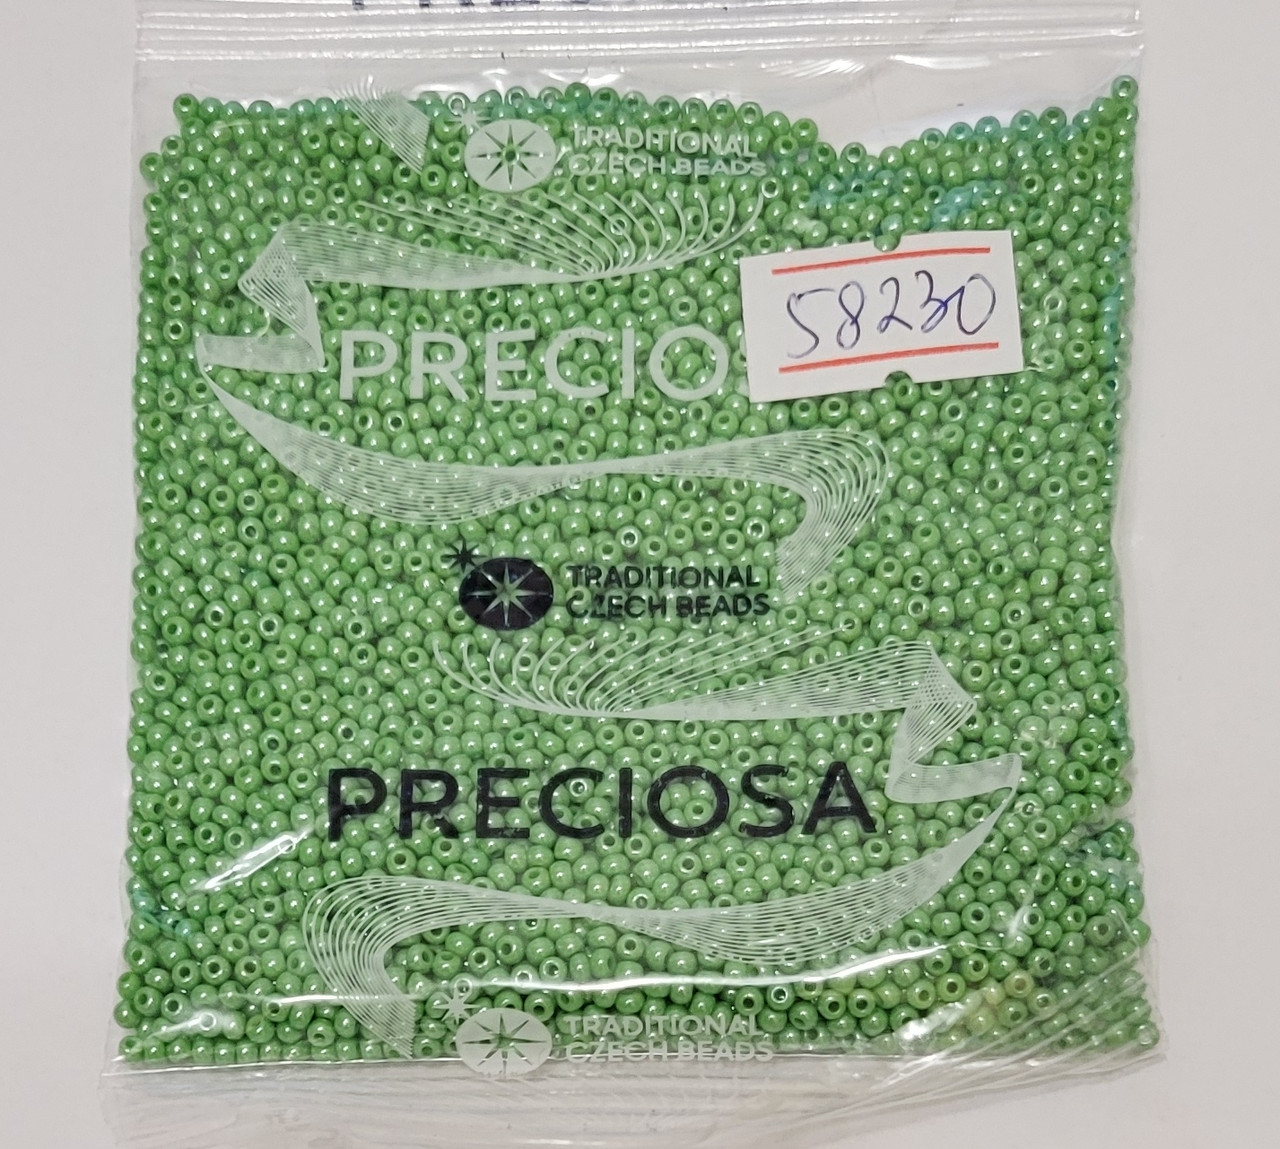 TRADITIONAL
CZECH BEADS
58230
PRECIO
TRADITIONAL
CZECH BEADS
PRECIOSA
TRADITIONAL
CZECH BEADS